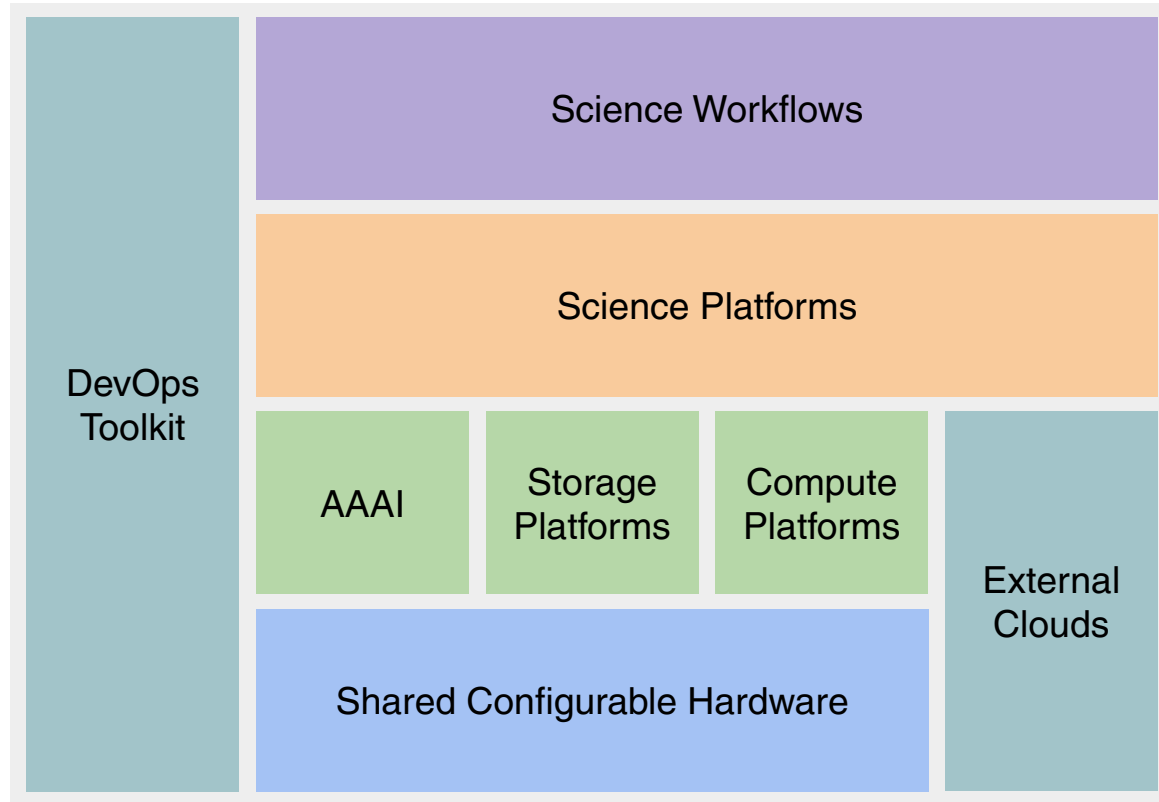 Science Workflows
Science Platforms
DevOps
Toolkit
AAAI
Storage
Platforms
Compute
Platforms
External
Clouds
Shared Configurable Hardware